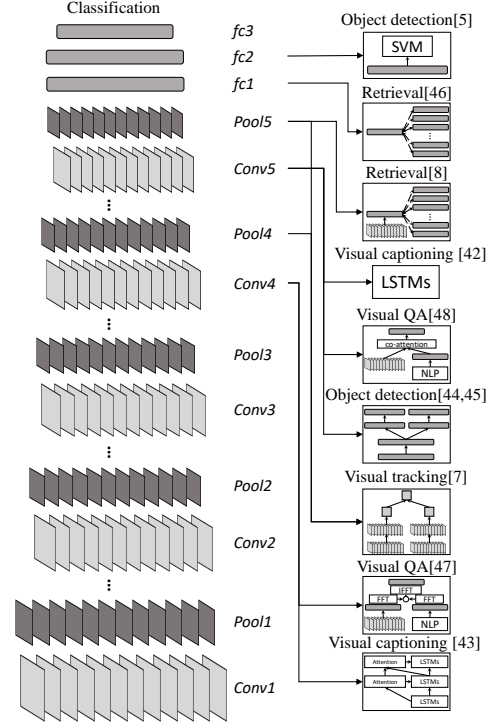 Classification
fc3
fc2
fc1
Pool5
Conv5
Pool4
Conv4
Pool3
Conv3
Pool2
Conv2
Pool1
Conv1
Object detection[5]
SVM
Retrieval[46]
Retrieval[8]
Visual captioning [42]
LSTMs
Visual QA[48]
co-attention
NLP
Object detection[44,45]
Visual tracking[7]
Visual QA[47]
IFFT
FFT
FFT
NLP
Visual captioning [43]
Attention
LSTMs
Attention
LSTMs
LSTMs